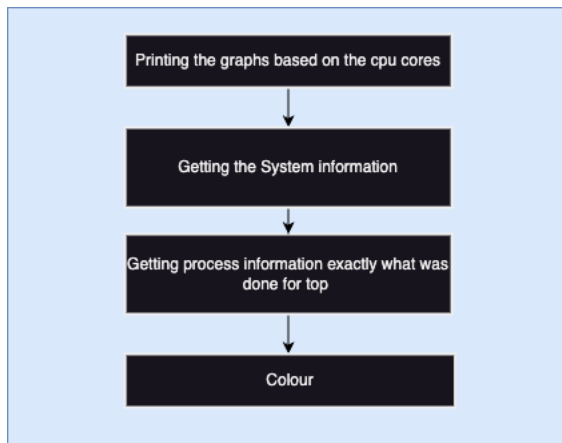 Printing the graphs based on the cpu cores
Getting the System information
Getting process information exactly what was
done for top
Colour